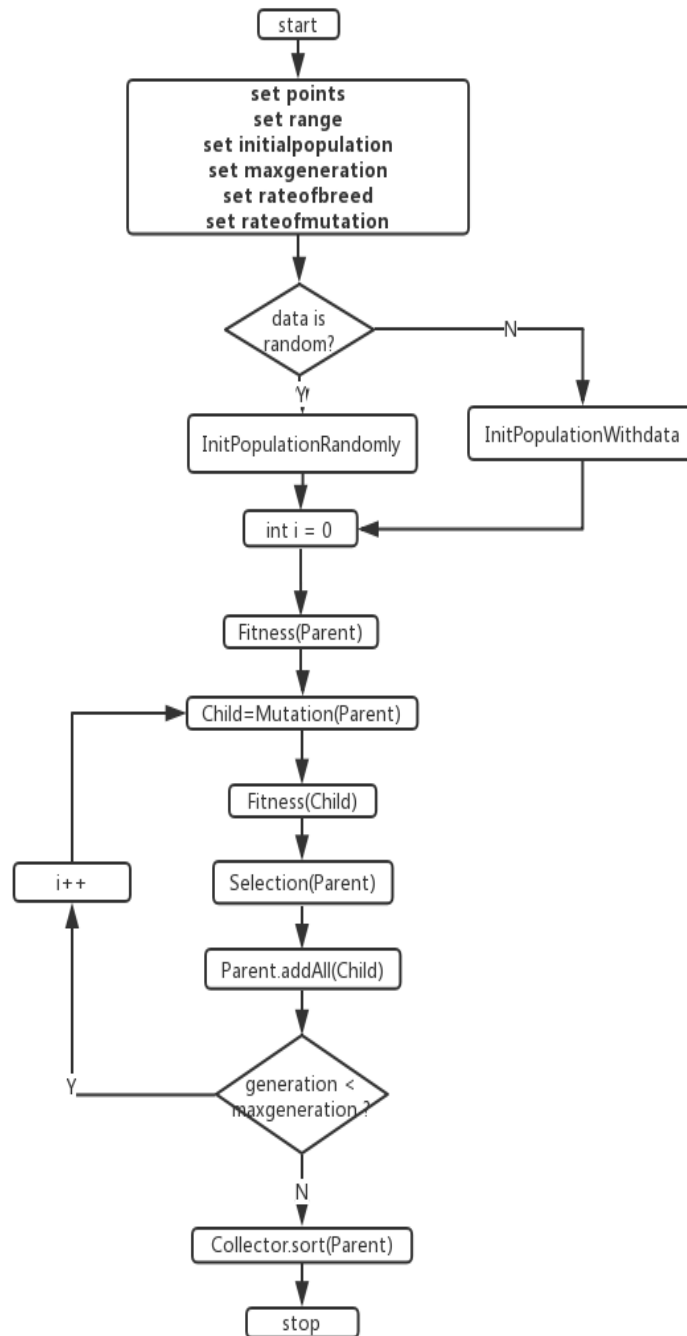 start
set points
set range
set initialpopulation
set maxgeneration
set rateofbreed
set rateofmutation
data is
random?
N
Y
InitPopulationRandomly
InitPopulationWithdata
int i = 0
Fitness(Parent)
Child=Mutation(Parent)
Fitness(Child)
i++
Selection(Parent)
Parent.addAll(Child)
Y
generation <
maxgeneration ?
N
Collector.sort(Parent)
stop